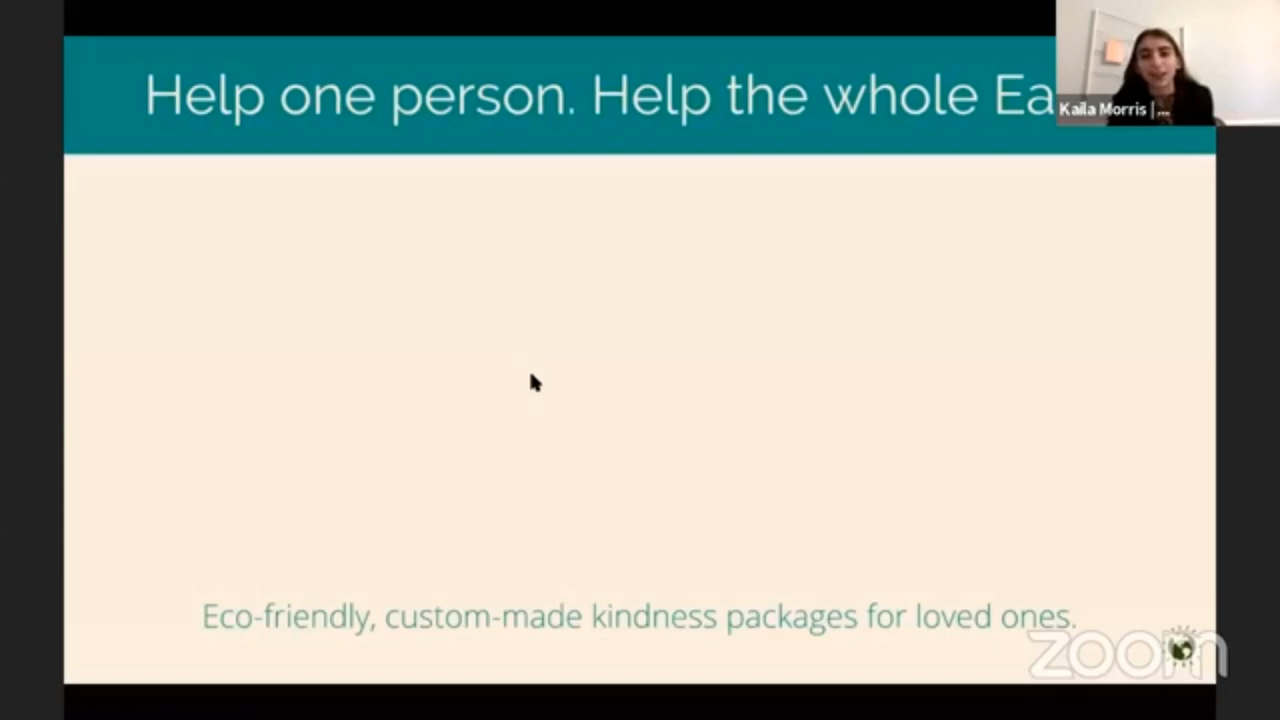 Help one person. Help the whole Ea
Kaila Morris |...
Eco-friendly, custom-made kindness packages for loved ones.
zoom